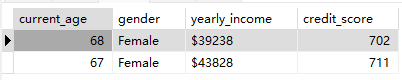 current_age gender yearly_income credit_score
68 Female $39238 702
67 Female $43828 711